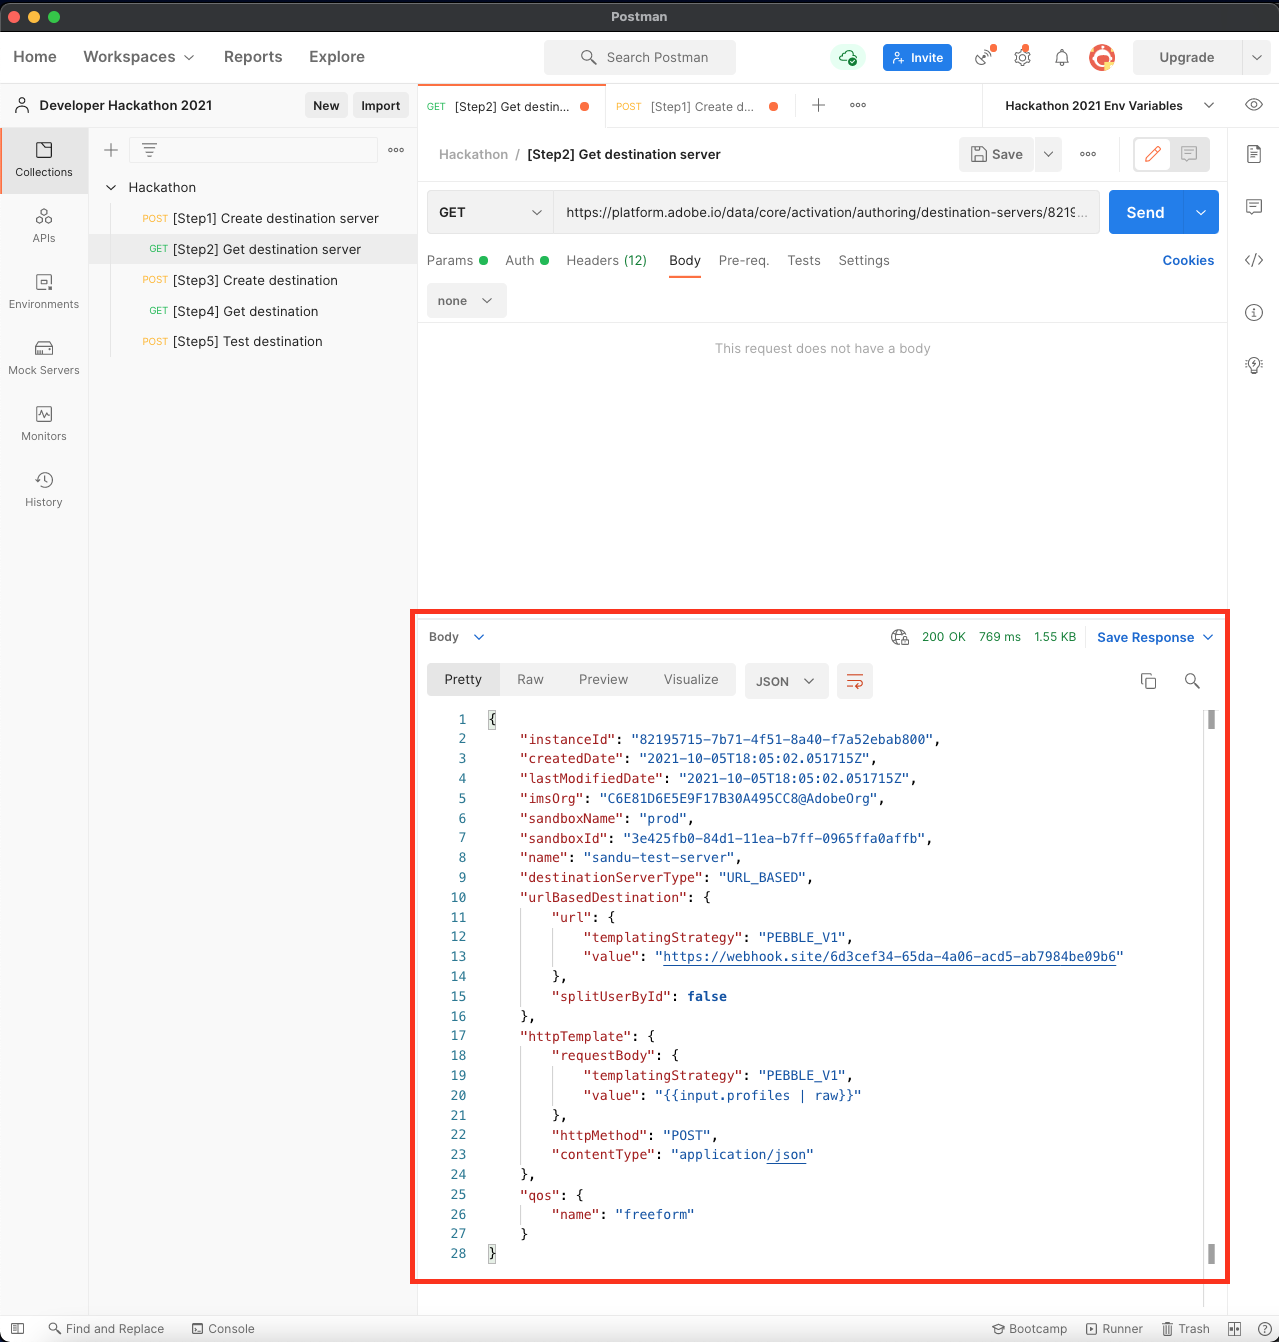 Postman
Home Workspaces Reports Explore Search Postman Invite Upgrade
Developer Hackathon 2021 New Import GET [Step2] Get destin... POST [Step1] Create d... Hackathon 2021 Env Variables
Hackathon / [Step2] Get destination server Save
Collections
APIs
Environments
Mock Servers
Monitors
History
Hackathon
POST [Step1] Create destination server
GET [Step2] Get destination server
POST [Step3] Create destination
GET [Step4] Get destination
POST [Step5] Test destination
GET https://platform.adobe.io/data/core/activation/authoring/destination-servers/8219... Send
Params Auth Headers (12) Body Pre-req. Tests Settings Cookies
none
This request does not have a body
Body 200 OK 769 ms 1.55 KB Save Response
Pretty Raw Preview Visualize JSON
1 {
2 "instanceId": "82195715-7b71-4f51-8a40-f7a52ebab800",
3 "createdDate": "2021-10-05T18:05:02.051715Z",
4 "lastModifiedDate": "2021-10-05T18:05:02.051715Z",
5 "imsOrg": "C6E81D6E5E9F17B30A495CC8@AdobeOrg",
6 "sandboxName": "prod",
7 "sandboxId": "3e425fb0-84d1-11ea-b7ff-0965ffa0affb",
8 "name": "sandu-test-server",
9 "destinationServerType": "URL_BASED",
10 "urlBasedDestination": {
11 "url": {
12 "templatingStrategy": "PEBBLE_V1",
13 "value": "https://webhook.site/6d3cef34-65da-4a06-acd5-ab7984be09b6"
14 },
15 "splitUserById": false
16 },
17 "httpTemplate": {
18 "requestBody": {
19 "templatingStrategy": "PEBBLE_V1",
20 "value": "{{input.profiles | raw}}"
21 },
22 "httpMethod": "POST",
23 "contentType": "application/json"
24 },
25 "qos": {
26 "name": "freeform"
27 }
28 }
Find and Replace Console Bootcamp Runner Trash